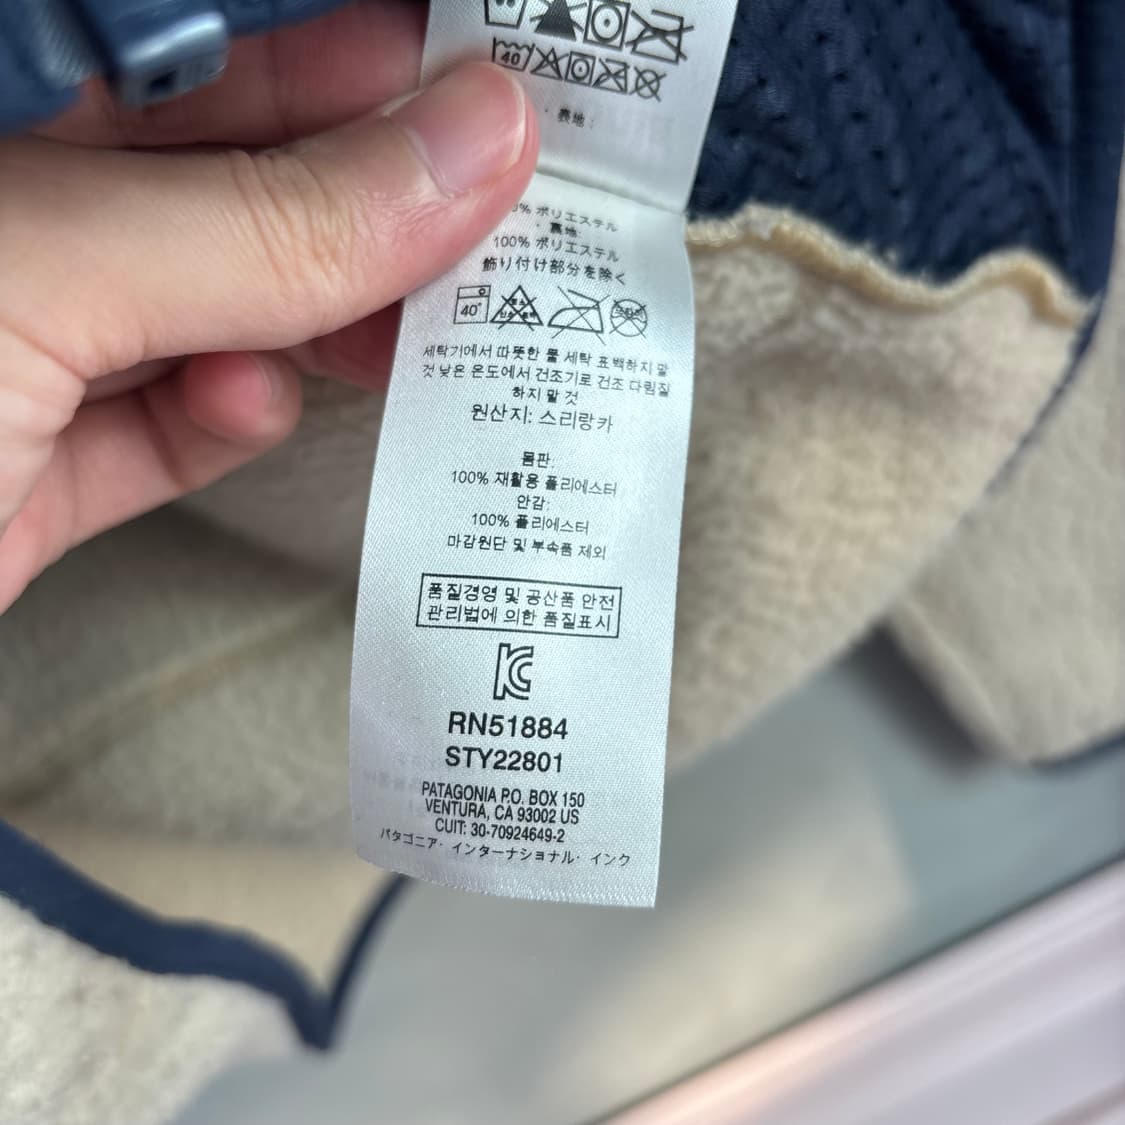 40
表地:
% ポリエステル
裏地:
100% ポリエステル
飾り付け部分を除く
40°
세탁기에서 따뜻한 물 세탁 표백하지말
것 낮은 온도에서 건조기로 건조 다림질
하지 말 것
원산지: 스리랑카
몸판:
100% 재활용 폴리에스터
안감:
100% 폴리에스터
마감원단 및 부속품 제외
품질경영 및 공산품 안전
관리법에 의한 품질표시
KC
RN51884
STY22801
PATAGONIA P.O. BOX 150
VENTURA, CA 93002 US
CUIT: 30-70924649-2
パタゴニア・インターナショナル・インク